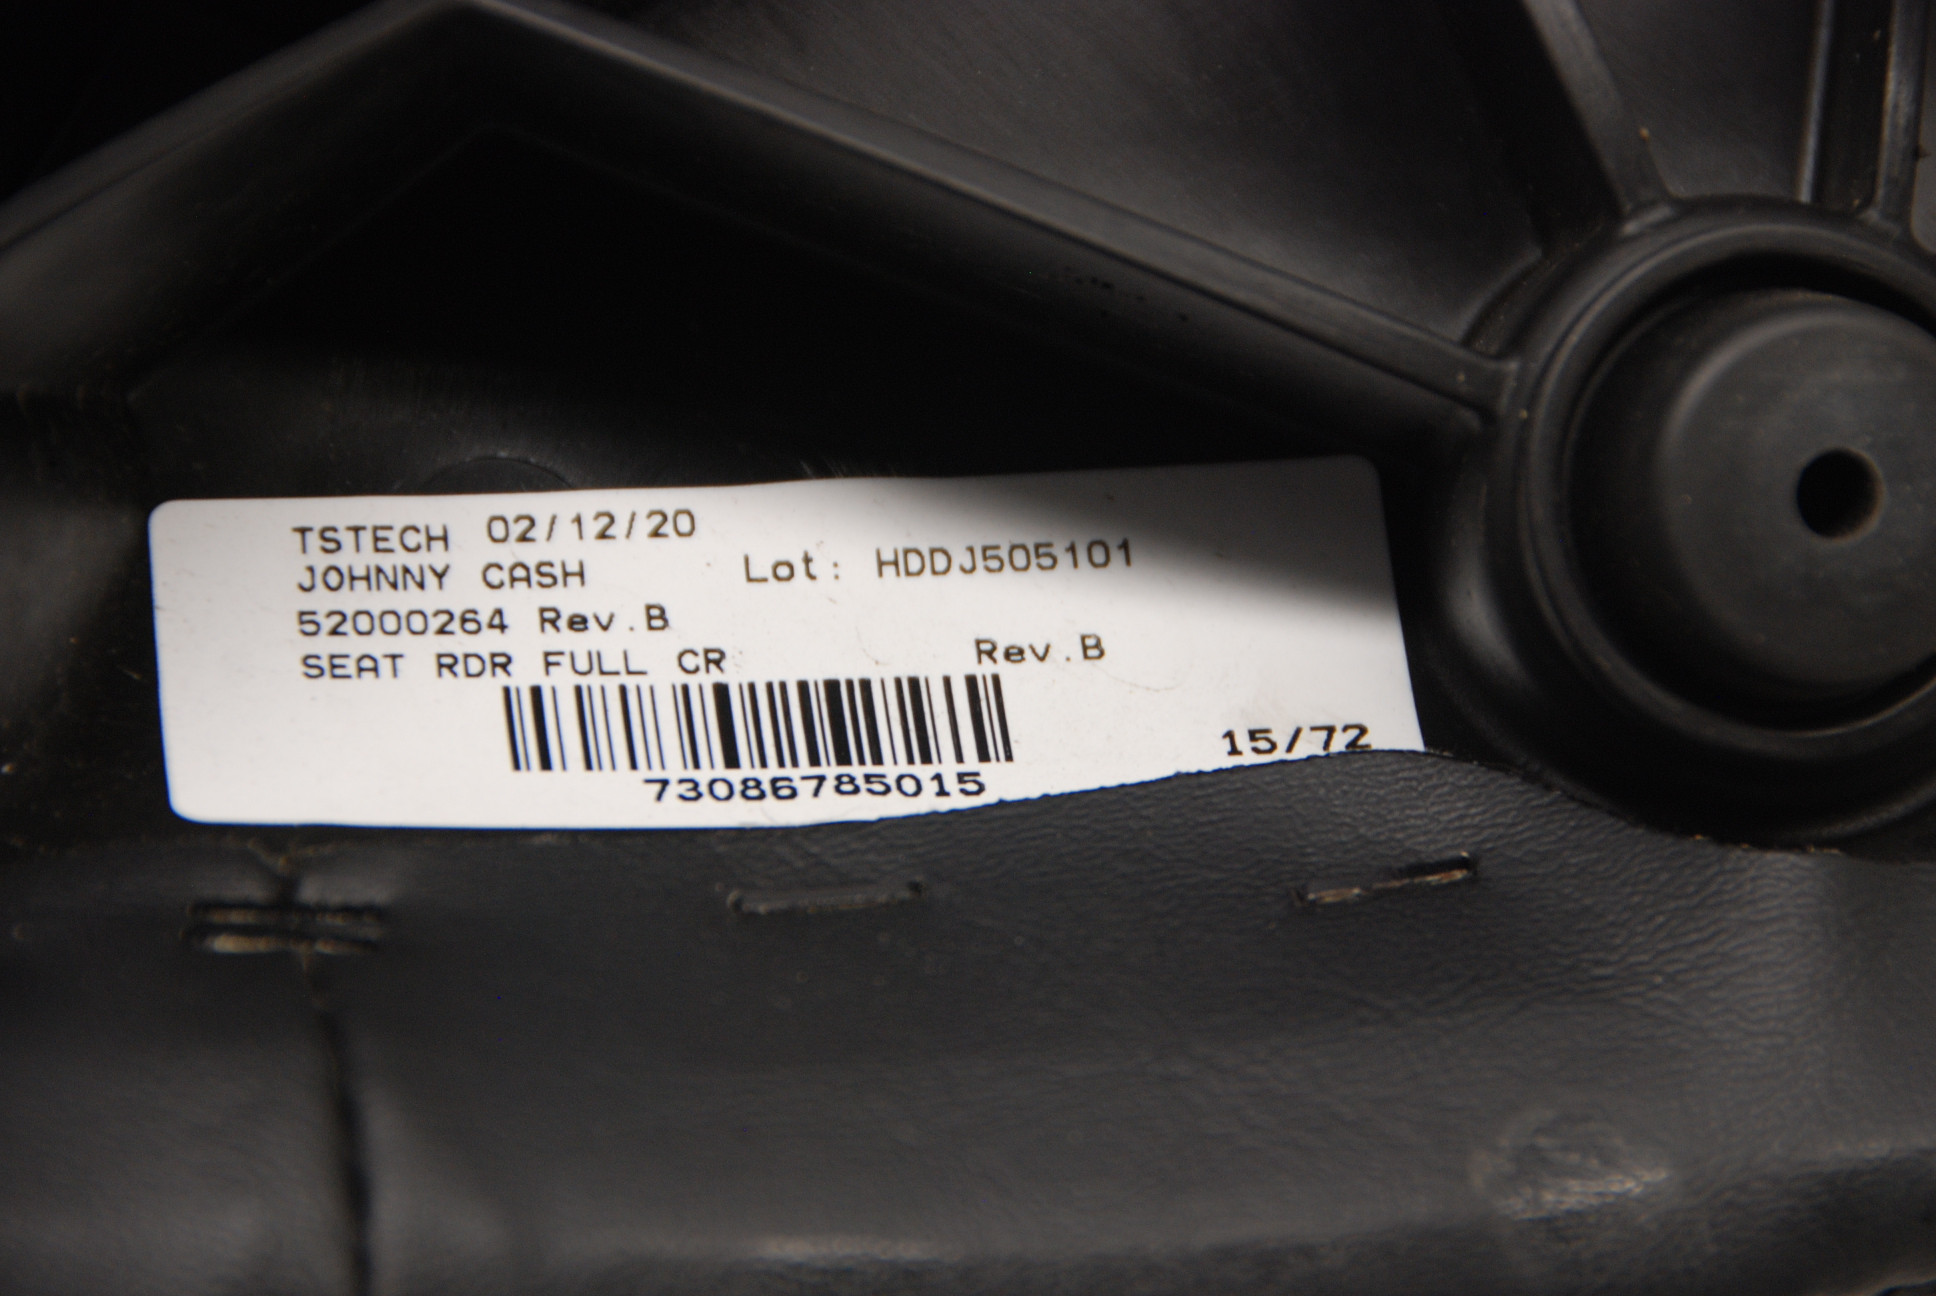 TSTECH 02/12/20
JOHNNY CASH Lot: HDDJ505101
52000264 Rev.B
SEAT RDR FULL CR Rev.B
15/72
73086785015